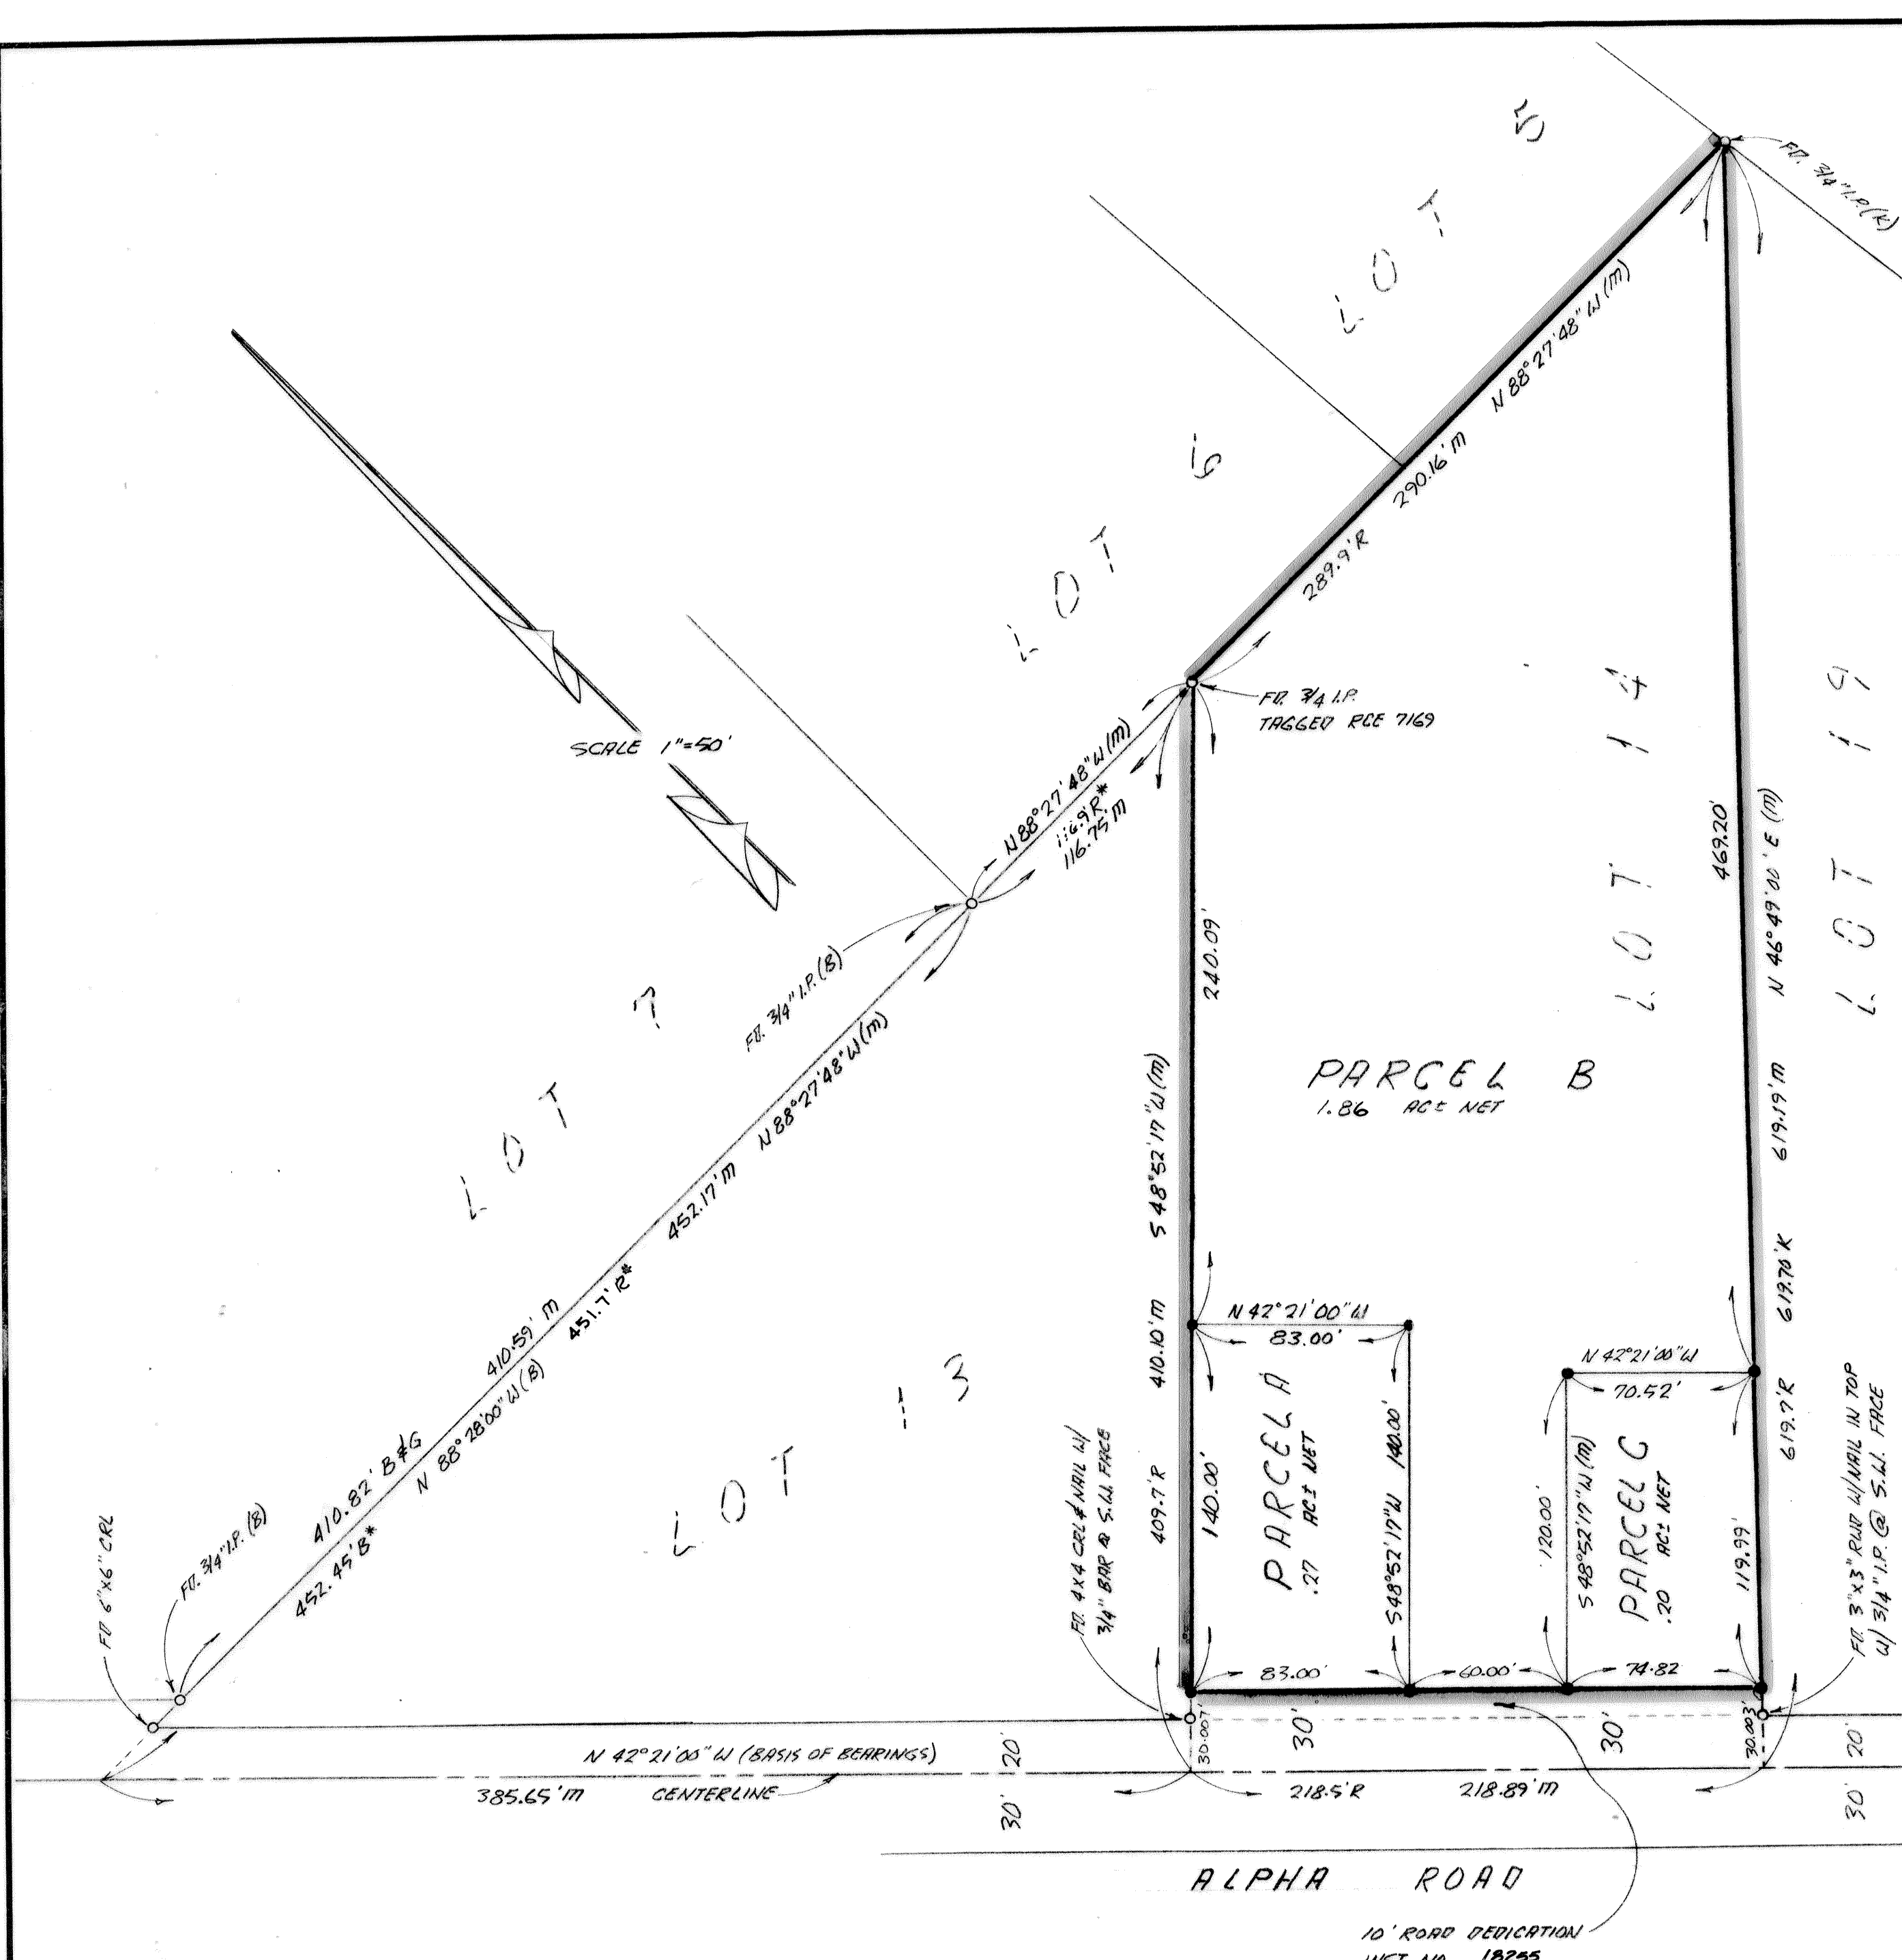 LOT 5
FD. 3/4" I.P. (R)
N 88° 27' 48" W (M)
290.16' M
289.9' R
LOT 6
SCALE 1"=50'
FD. 3/4 I.P.
TAGGED RCE 7169
N 88° 27' 48" W (M)
116.9' R*
116.75' M
LOT 14
LOT 19
469.20'
N 46° 49' 00" E (M)
619.19' M
619.70' K
619.7' R
240.09'
FD. 3/4" I.P. (B)
LOT 7
N 88° 27' 48" W (M)
452.17' M
451.7' R*
410.59' M
N 88° 28' 00" W (B)
410.82' B & G
452.45' B*
FD. 3/4" I.P. (B)
FD 6"x6" CRL
LOT 13
S 48° 52' 17" W (M)
410.10' M
409.7' R
140.00'
PARCEL B
1.86 AC± NET
N 42° 21' 00" W
83.00'
PARCEL A
.27 AC± NET
S 48° 52' 17" W 140.00'
N 42° 21' 00" W
70.52'
120.00'
S 48° 52' 17" W (M)
PARCEL C
.20 AC± NET
119.99'
FD. 4x4 CRL & NAIL W/
3/4" BAR @ S.W. FACE
FD. 3"x3" RWD W/NAIL IN TOP
W/ 3/4" I.P. @ S.W. FACE
83.00'
60.00'
74.82
30.007'
30'
30'
30.003'
N 42° 21' 00" W (BASIS OF BEARINGS)
20'
20'
385.65' M
CENTERLINE
30'
218.5' R
218.89' M
30'
ALPHA ROAD
10' ROAD DEDICATION
INST. NO. 18255